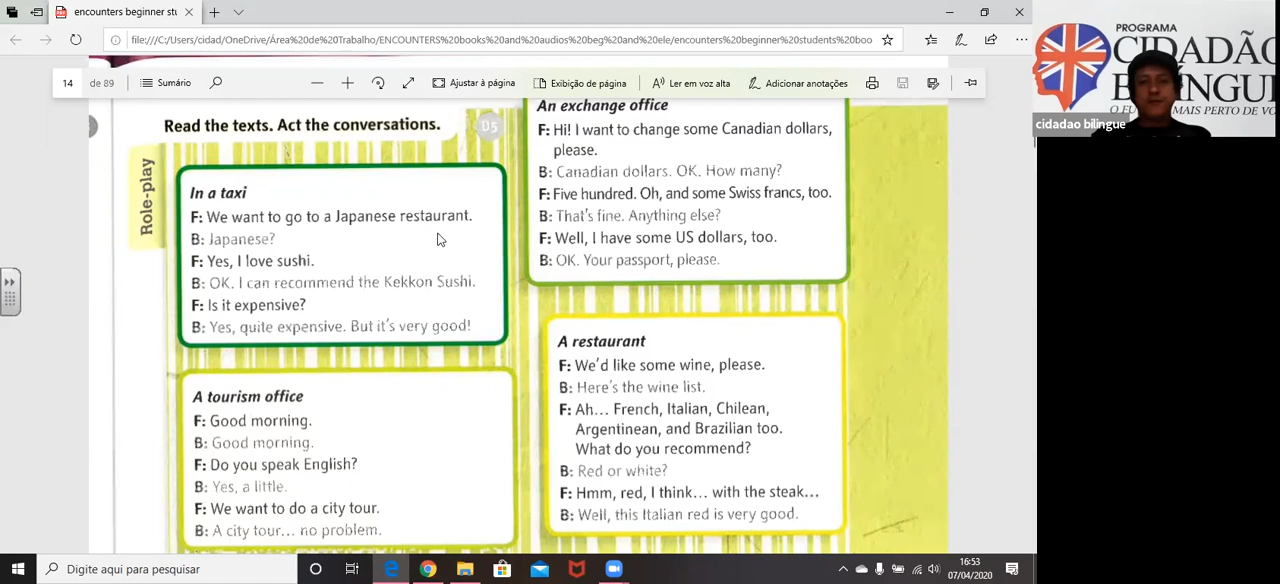 encounters beginner stu
file:///C:/Users/cidad/OneDrive/Área%20de%20Trabalho/ENCOUNTERS%20books%20and%20audios%20beg%20and%20ele/encounters%20beginner%20students%20boo
14 de 89 Sumário Ajustar à página Exibição de página Ler em voz alta Adicionar anotações
Read the texts. Act the conversations.
05
Role-play
In a taxi
F: We want to go to a Japanese restaurant.
B: Japanese?
F: Yes, I love sushi.
B: OK. I can recommend the Kekkon Sushi.
F: Is it expensive?
B: Yes, quite expensive. But it's very good!
A tourism office
F: Good morning.
B: Good morning.
F: Do you speak English?
B: Yes, a little.
F: We want to do a city tour.
B: A city tour... no problem.
An exchange office
F: Hi! I want to change some Canadian dollars,
please.
B: Canadian dollars. OK. How many?
F: Five hundred. Oh, and some Swiss francs, too.
B: That's fine. Anything else?
F: Well, I have some US dollars, too.
B: OK. Your passport, please.
A restaurant
F: We'd like some wine, please.
B: Here's the wine list.
F: Ah... French, Italian, Chilean,
Argentinean, and Brazilian too.
What do you recommend?
B: Red or white?
F: Hmm, red, I think... with the steak...
B: Well, this Italian red is very good.
PROGRAMA
CIDADÃO
BILINGUE
O FU MAIS PERTO DE VO
cidadao bilingue
Digite aqui para pesquisar
16:53
07/04/2020